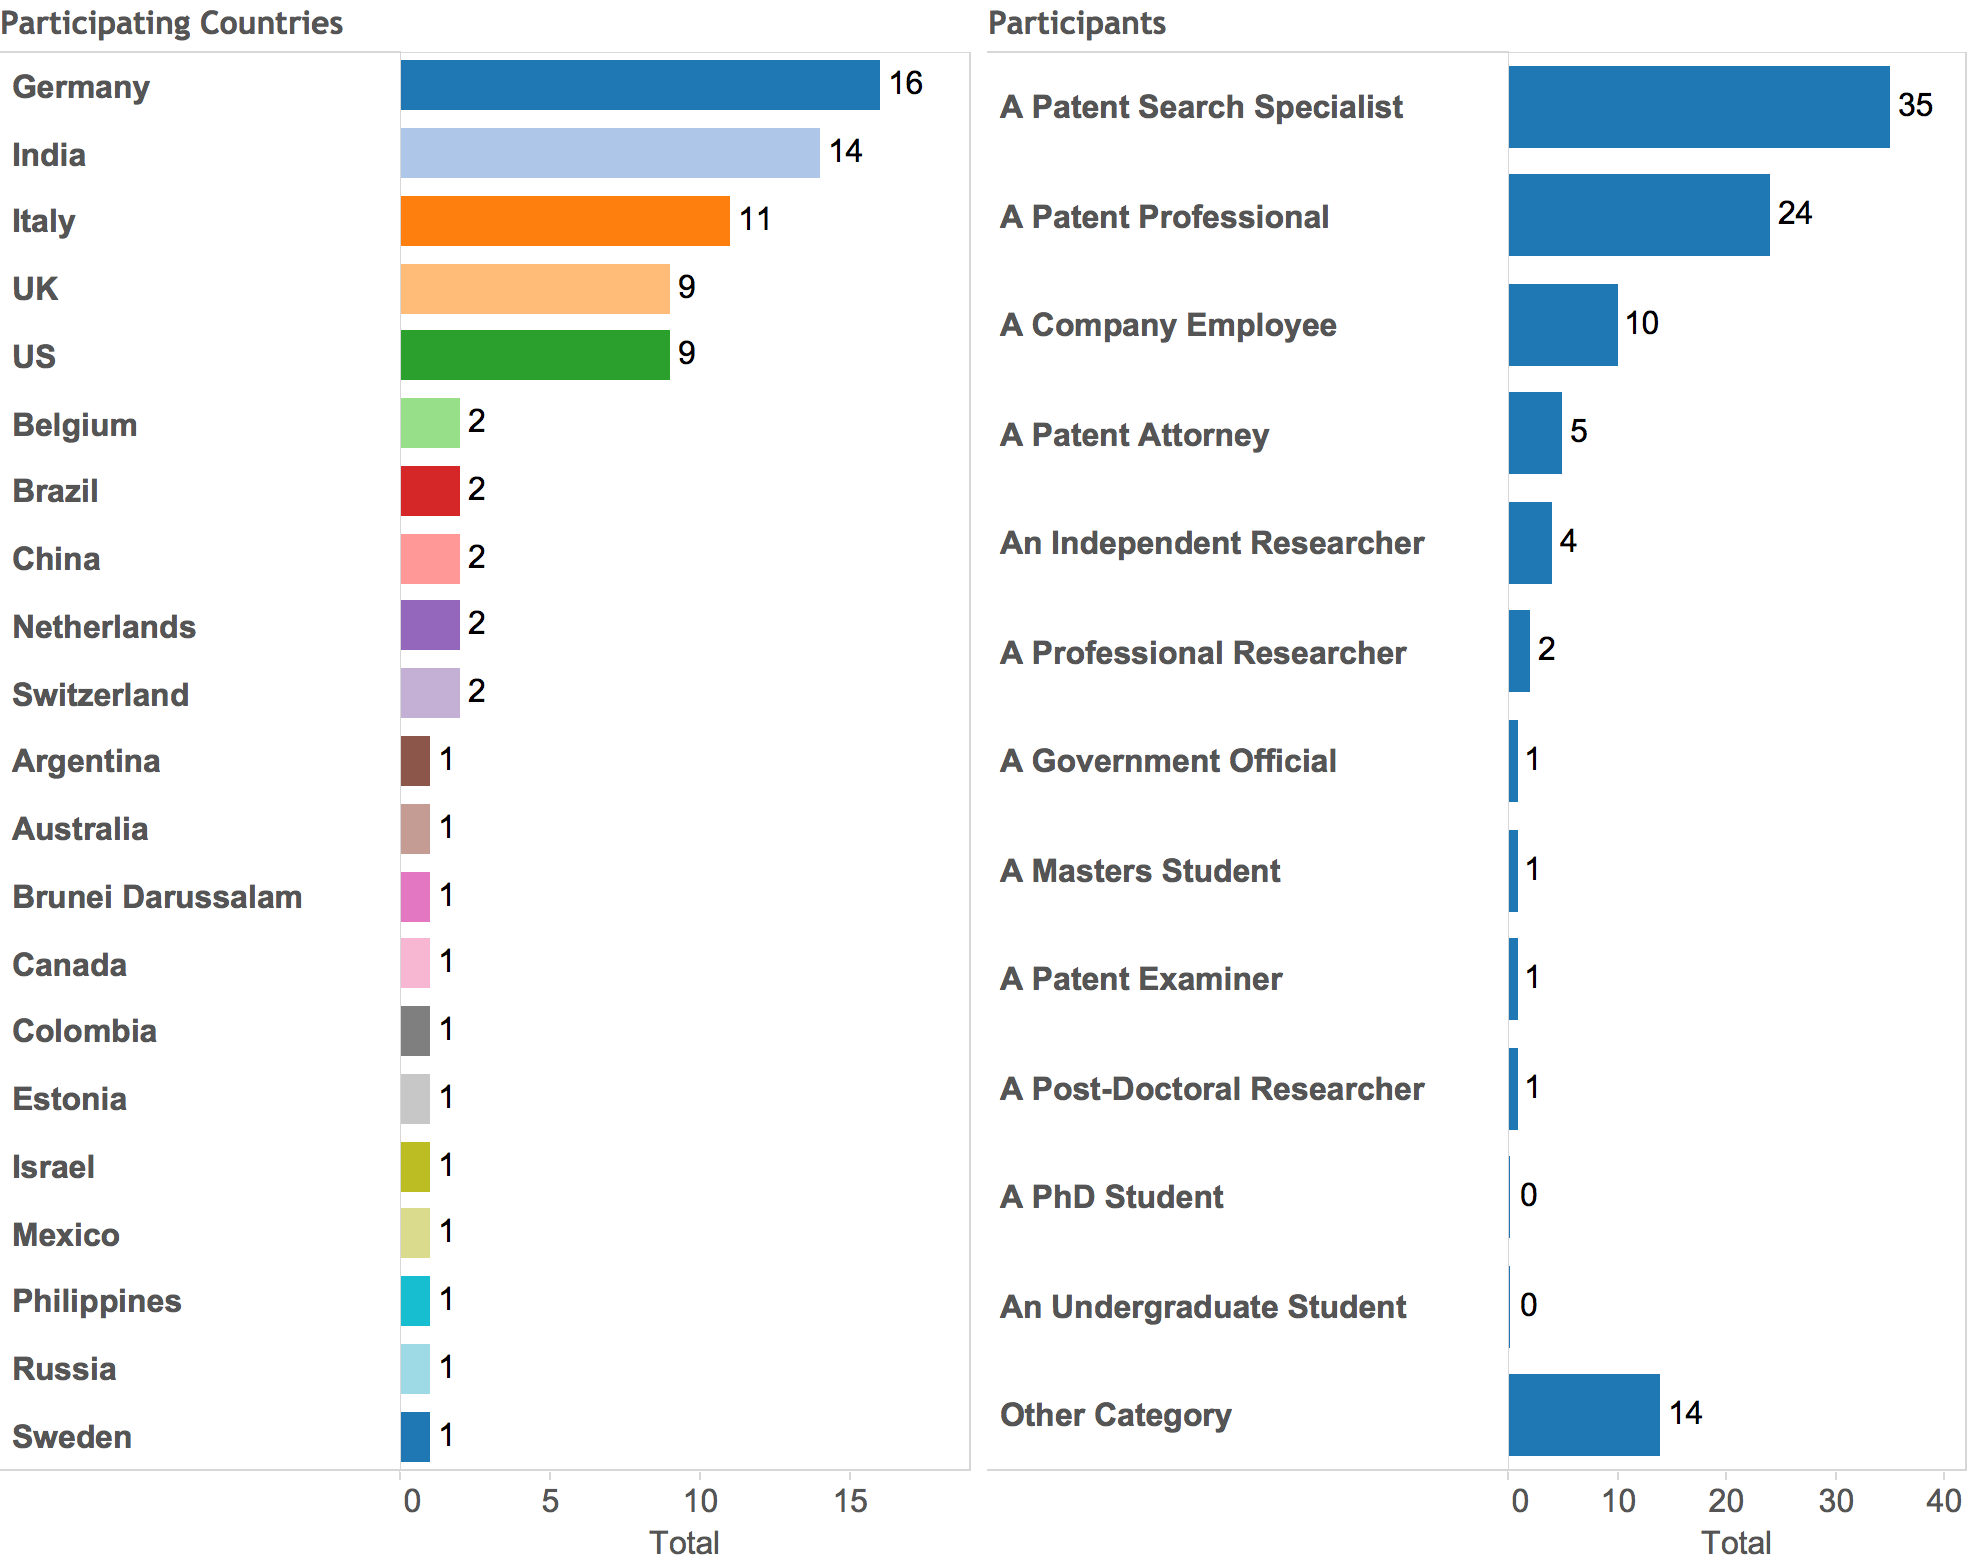 Participating Countries
Germany 16
India 14
Italy 11
UK 9
US 9
Belgium 2
Brazil 2
China 2
Netherlands 2
Switzerland 2
Argentina 1
Australia 1
Brunei Darussalam 1
Canada 1
Colombia 1
Estonia 1
Israel 1
Mexico 1
Philippines 1
Russia 1
Sweden 1
0 5 10 15
Total
Participants
A Patent Search Specialist 35
A Patent Professional 24
A Company Employee 10
A Patent Attorney 5
An Independent Researcher 4
A Professional Researcher 2
A Government Official 1
A Masters Student 1
A Patent Examiner 1
A Post-Doctoral Researcher 1
A PhD Student 0
An Undergraduate Student 0
Other Category 14
0 10 20 30 40
Total